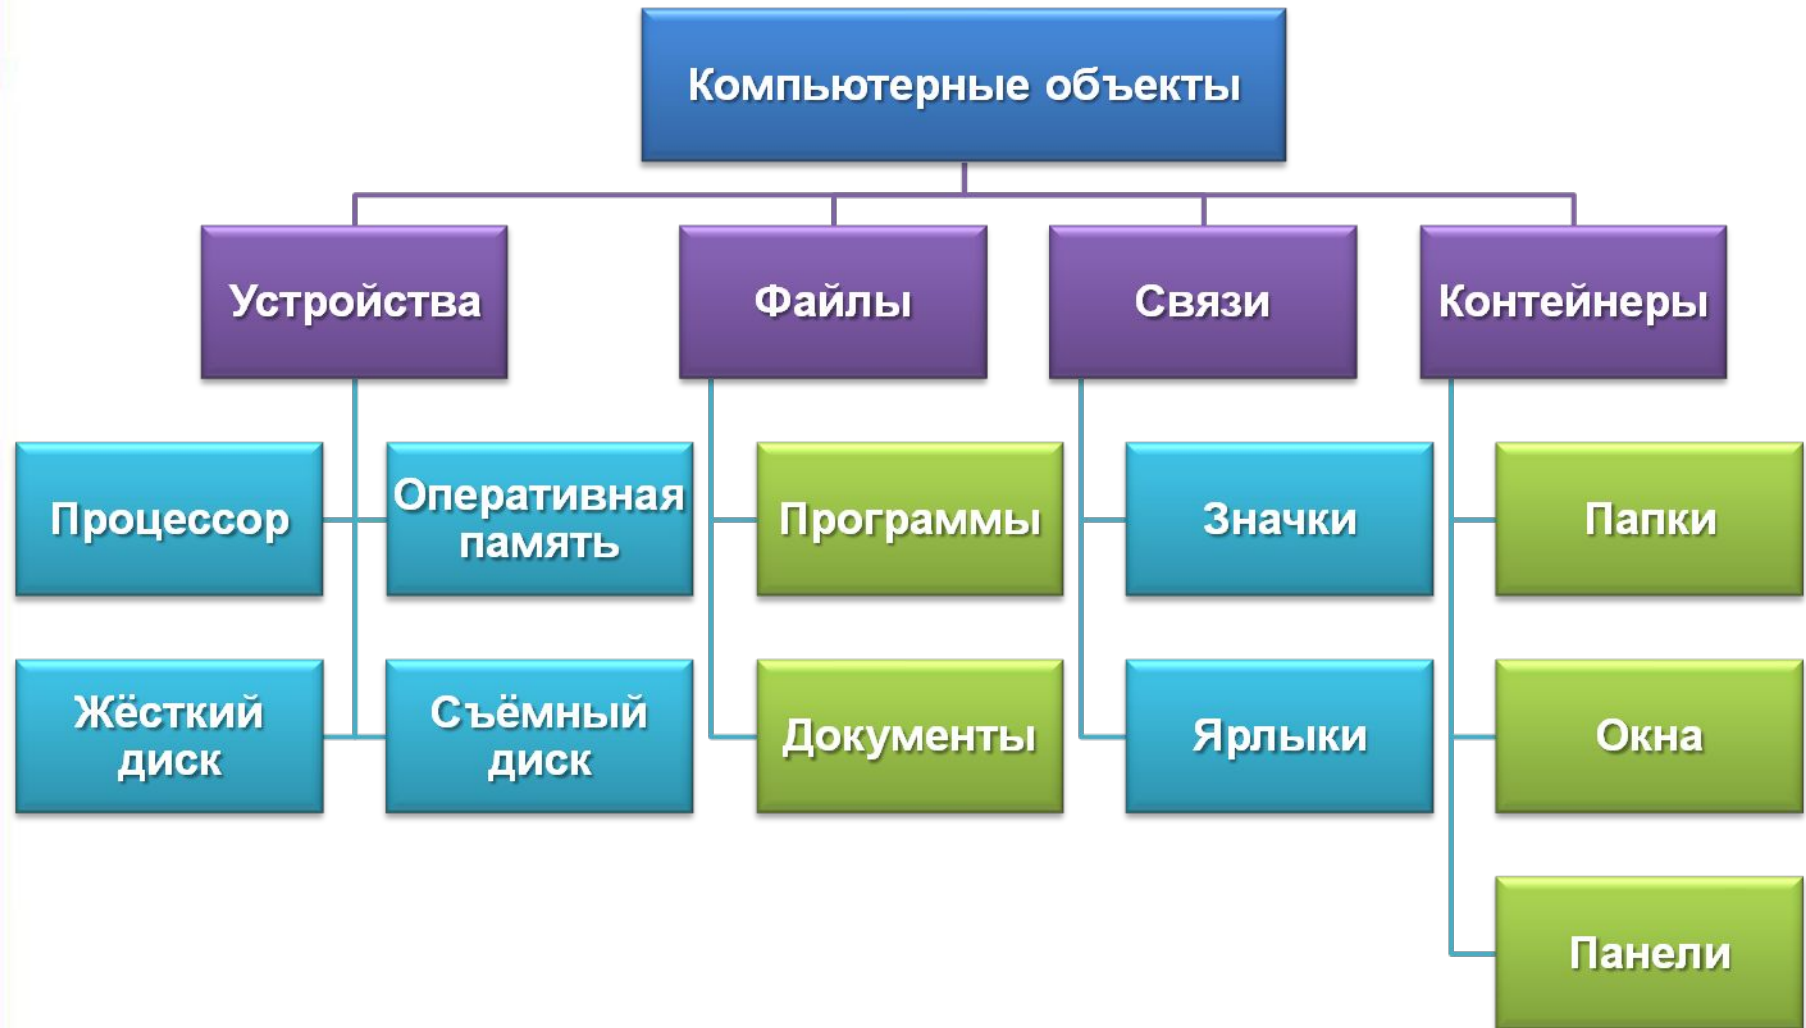 Компьютерные объекты
Устройства
Файлы
Связи
Контейнеры
Процессор
Оперативная
память
Программы
Значки
Папки
Жёсткий
диск
Съёмный
диск
Документы
Ярлыки
Окна
Панели